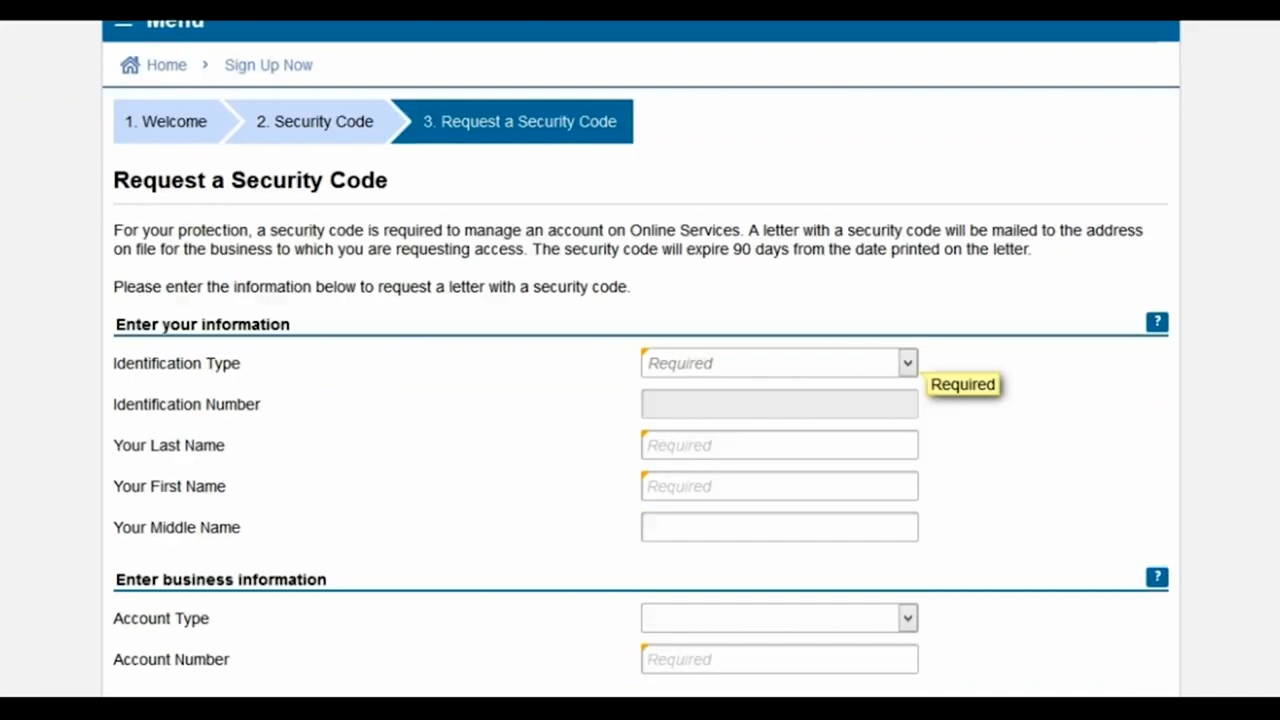 Menu
Home > Sign Up Now
1. Welcome 2. Security Code 3. Request a Security Code
Request a Security Code
For your protection, a security code is required to manage an account on Online Services. A letter with a security code will be mailed to the address
on file for the business to which you are requesting access. The security code will expire 90 days from the date printed on the letter.
Please enter the information below to request a letter with a security code.
Enter your information ?
Identification Type Required
Required
Identification Number
Your Last Name Required
Your First Name Required
Your Middle Name
Enter business information ?
Account Type
Account Number Required